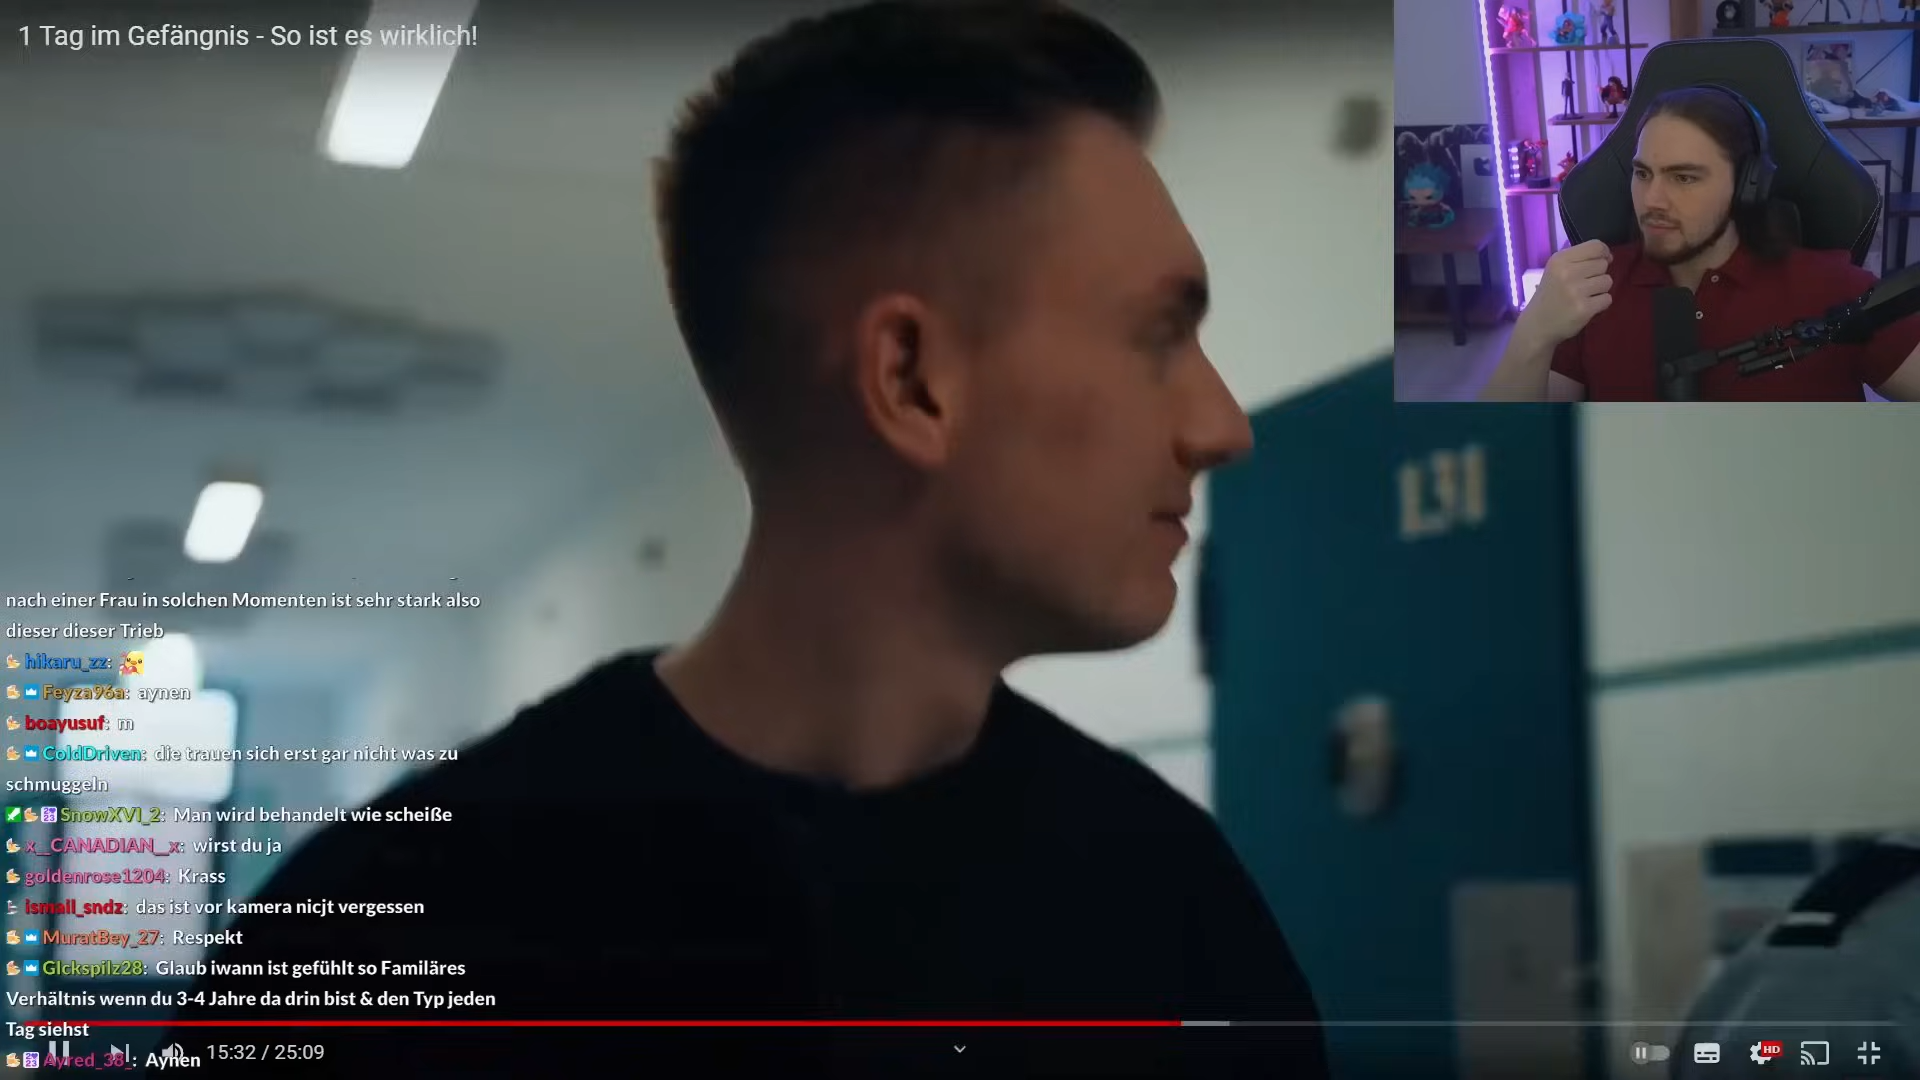 1 Tag im Gefängnis - So ist es wirklich!
L31
nach einer Frau in solchen Momenten ist sehr stark also
dieser dieser Trieb
hikaru_zz:
Feyza96a: aynen
boayusuf: m
ColdDriven: die trauen sich erst gar nicht was zu
schmuggeln
SnowXVI_2: Man wird behandelt wie scheiße
x__CANADIAN__x: wirst du ja
goldenrose1204: Krass
ismail_sndz: das ist vor kamera nicjt vergessen
MuratBey_27: Respekt
Glckspilz28: Glaub iwann ist gefühlt so Familäres
Verhältnis wenn du 3-4 Jahre da drin bist & den Typ jeden
Tag siehst
Ayred_38_: Aynen
15:32 / 25:09
HD